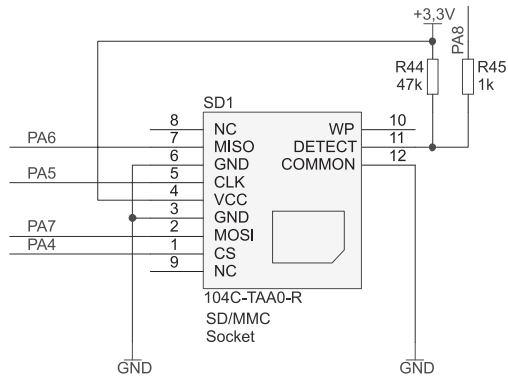 +3,3V
PA8
R44
47k
R45
1k
SD1
8 NC
WP 10
PA6 7 MISO
DETECT 11
6 GND
COMMON 12
PA5 5 CLK
4 VCC
3 GND
PA7 2 MOSI
PA4 1 CS
9 NC
104C-TAA0-R
SD/MMC
Socket
GND
GND